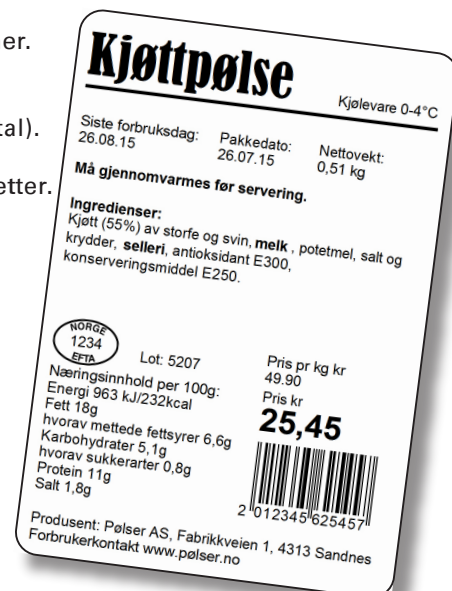 er.
tal).
etter.
Kjøttpølse
Kjølevare 0-4°C
Siste forbruksdag:
26.08.15
Pakkedato:
26.07.15
Nettovekt:
0,51 kg
Må gjennomvarmes før servering.
Ingredienser:
Kjøtt (55%) av storfe og svin, melk , potetmel, salt og
krydder, selleri, antioksidant E300,
konserveringsmiddel E250.
NORGE
1234
EFTA
Lot: 5207
Næringsinnhold per 100g:
Energi 963 kJ/232kcal
Fett 18g
hvorav mettede fettsyrer 6,6g
Karbohydrater 5,1g
hvorav sukkerarter 0,8g
Protein 11g
Salt 1,8g
Pris pr kg kr
49.90
Pris kr
25,45
2 012345 625457
Produsent: Pølser AS, Fabrikkveien 1, 4313 Sandnes
Forbrukerkontakt www.pølser.no